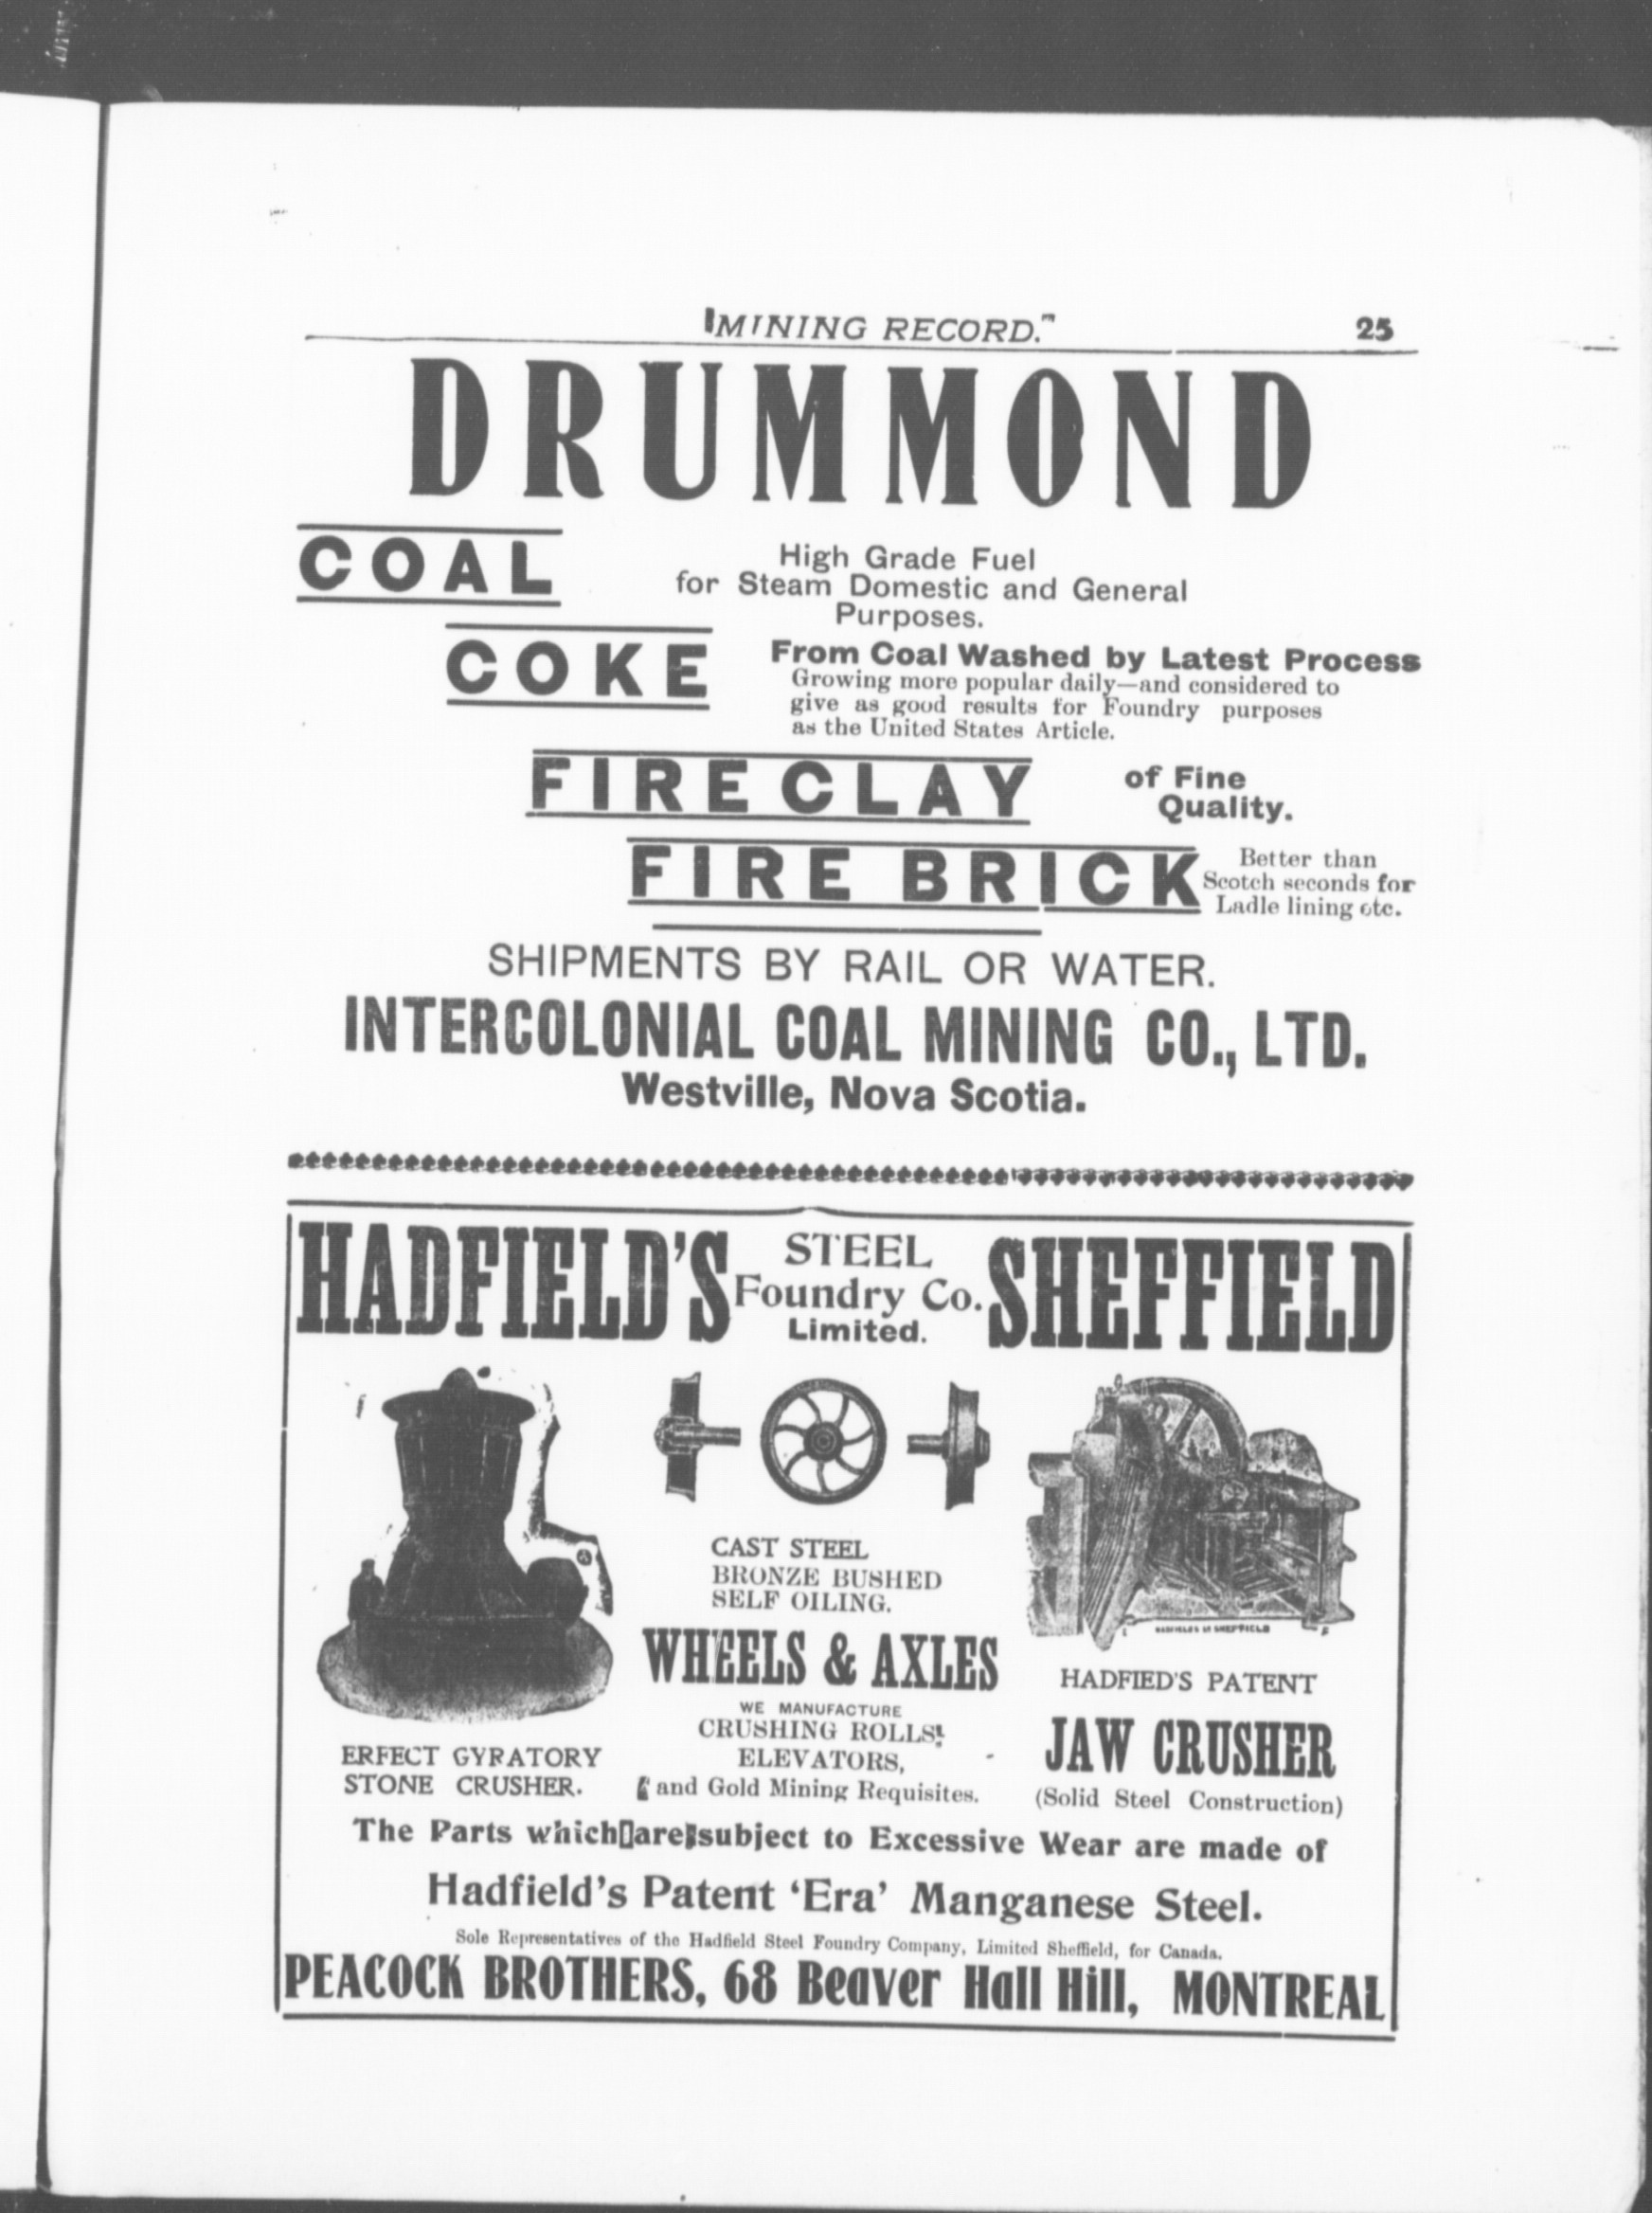 "MINING RECORD." 25
DRUMMOND
COAL
High Grade Fuel
for Steam Domestic and General
Purposes.
COKE
From Coal Washed by Latest Process
Growing more popular daily—and considered to
give as good results for Foundry purposes
as the United States Article.
FIRE CLAY
of Fine
Quality.
FIRE BRICK
Better than
Scotch seconds for
Ladle lining etc.
SHIPMENTS BY RAIL OR WATER.
INTERCOLONIAL COAL MINING CO., LTD.
Westville, Nova Scotia.
HADFIELD'S STEEL
Foundry Co.
Limited. SHEFFIELD
CAST STEEL
BRONZE BUSHED
SELF OILING.
WHEELS & AXLES
WE MANUFACTURE
CRUSHING ROLLS,
ELEVATORS,
and Gold Mining Requisites.
ERFECT GYRATORY
STONE CRUSHER.
HADFIELDS SHEFFIELD
HADFIED'S PATENT
JAW CRUSHER
(Solid Steel Construction)
The Parts which are subject to Excessive Wear are made of
Hadfield's Patent 'Era' Manganese Steel.
Sole Representatives of the Hadfield Steel Foundry Company, Limited Sheffield, for Canada.
PEACOCK BROTHERS, 68 Beaver Hall Hill, MONTREAL